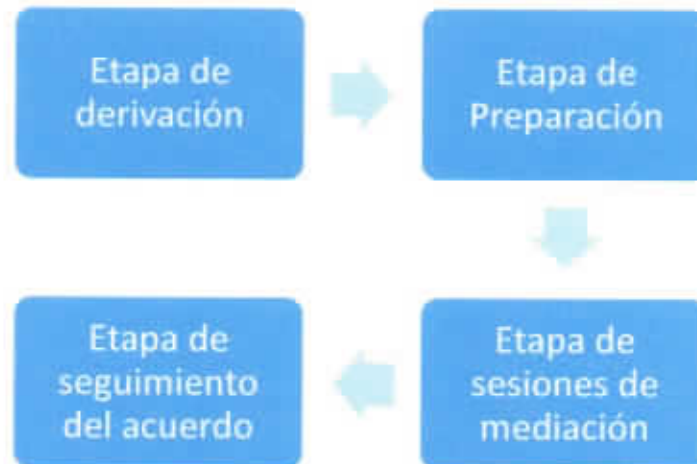 Etapa de
derivación
Etapa de
Preparación
Etapa de
sesiones de
mediación
Etapa de
seguimiento
del acuerdo